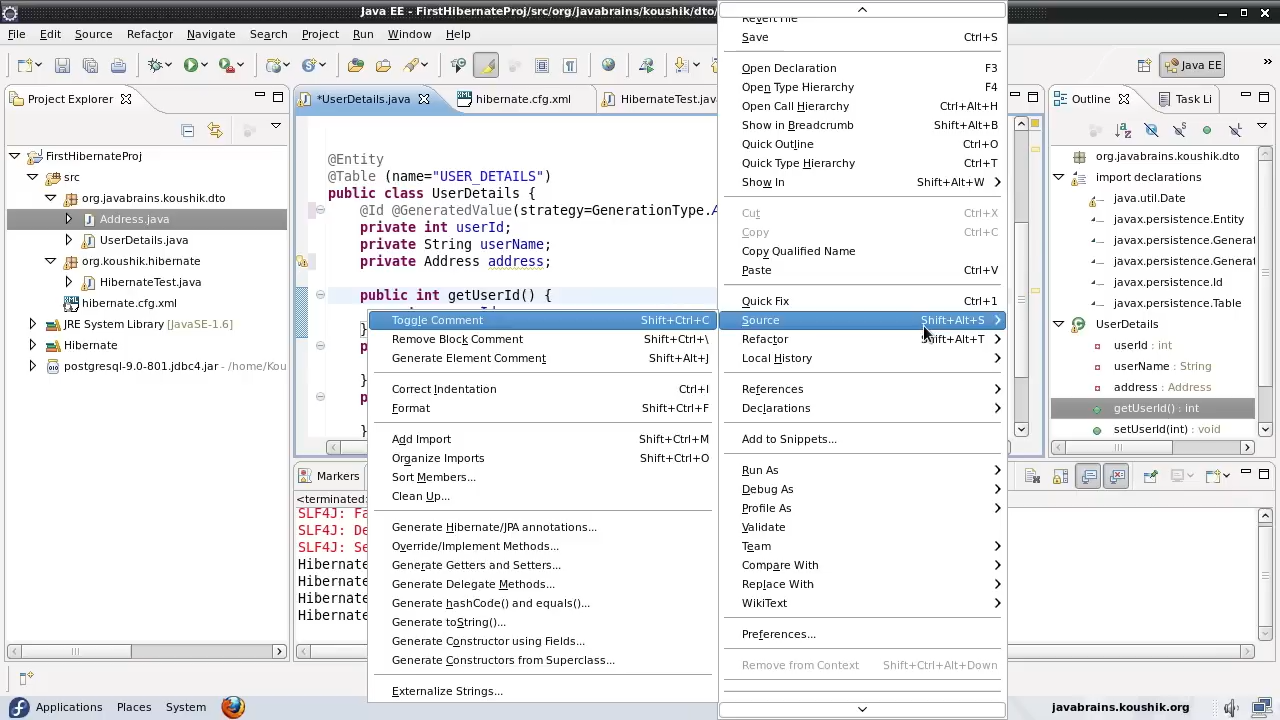 Java EE - FirstHibernateProj/src/org/javabrains/koushik/dto/
File Edit Source Refactor Navigate Search Project Run Window Help
Java EE
Project Explorer
FirstHibernateProj
src
org.javabrains.koushik.dto
Address.java
UserDetails.java
org.koushik.hibernate
HibernateTest.java
hibernate.cfg.xml
JRE System Library [JavaSE-1.6]
Hibernate
postgresql-9.0-801.jdbc4.jar - /home/Kou
*UserDetails.java
hibernate.cfg.xml
HibernateTest.java
@Entity
@Table (name="USER_DETAILS")
public class UserDetails {
@Id @GeneratedValue(strategy=GenerationType.A
private int userId;
private String userName;
private Address address;
public int getUserId() {
}
p
}
p
}
Toggle Comment Shift+Ctrl+C
Remove Block Comment Shift+Ctrl+\
Generate Element Comment Shift+Alt+J
Correct Indentation Ctrl+I
Format Shift+Ctrl+F
Add Import Shift+Ctrl+M
Organize Imports Shift+Ctrl+O
Sort Members...
Clean Up...
Generate Hibernate/JPA annotations...
Override/Implement Methods...
Generate Getters and Setters...
Generate Delegate Methods...
Generate hashCode() and equals()...
Generate toString()...
Generate Constructor using Fields...
Generate Constructors from Superclass...
Externalize Strings...
Revert File
Save Ctrl+S
Open Declaration F3
Open Type Hierarchy F4
Open Call Hierarchy Ctrl+Alt+H
Show in Breadcrumb Shift+Alt+B
Quick Outline Ctrl+O
Quick Type Hierarchy Ctrl+T
Show In Shift+Alt+W
Cut Ctrl+X
Copy Ctrl+C
Copy Qualified Name
Paste Ctrl+V
Quick Fix Ctrl+1
Source Shift+Alt+S
Refactor Shift+Alt+T
Local History
References
Declarations
Add to Snippets...
Run As
Debug As
Profile As
Validate
Team
Compare With
Replace With
WikiText
Preferences...
Remove from Context Shift+Ctrl+Alt+Down
Outline
Task Li
org.javabrains.koushik.dto
import declarations
java.util.Date
javax.persistence.Entity
javax.persistence.Generat
javax.persistence.Generat
javax.persistence.Id
javax.persistence.Table
UserDetails
userId : int
userName : String
address : Address
getUserId() : int
setUserId(int) : void
Markers
<terminated
SLF4J: Fa
SLF4J: De
SLF4J: Se
Hibernate
Hibernate
Hibernate
Hibernate
Applications Places System
javabrains.koushik.org